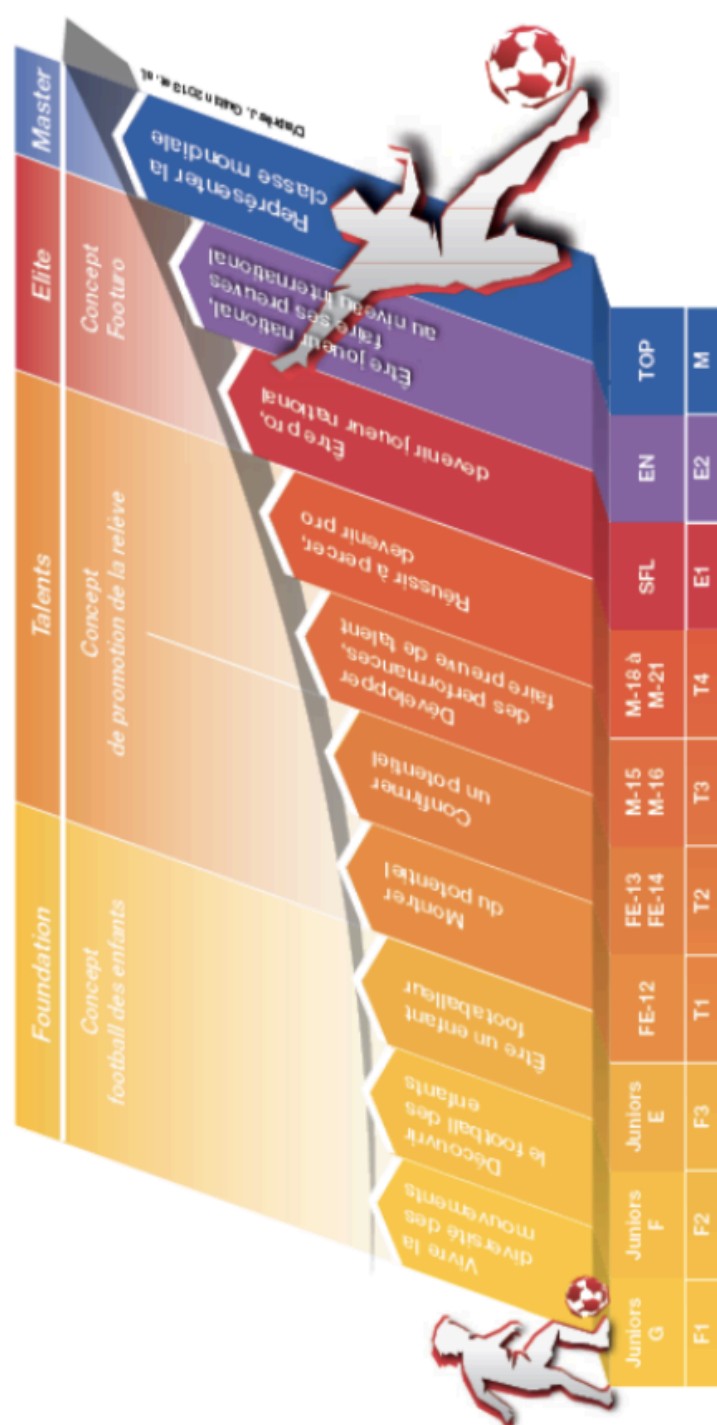 Foundation
Talents
Elite
Master
Concept
football des enfants
Concept
de promotion de la relève
Concept
Footuro
Vivre la
diversité des
mouvements
Découvrir
le football des
enfants
Être un enfant
footaballeur
Montrer
du potentiel
Confirmer
un potentiel
Développer
des performances,
faire preuve de talent
Réussir à percer,
devenir pro
Être pro,
devenir joueur national
Être joueur national,
faire ses preuves
au niveau international
Représenter la
classe mondiale
D'après J. Gulbin 2013 et. al.
Juniors
G
Juniors
F
Juniors
E
FE-12
FE-13
FE-14
M-15
M-16
M-18 à
M-21
SFL
EN
TOP
F1
F2
F3
T1
T2
T3
T4
E1
E2
M